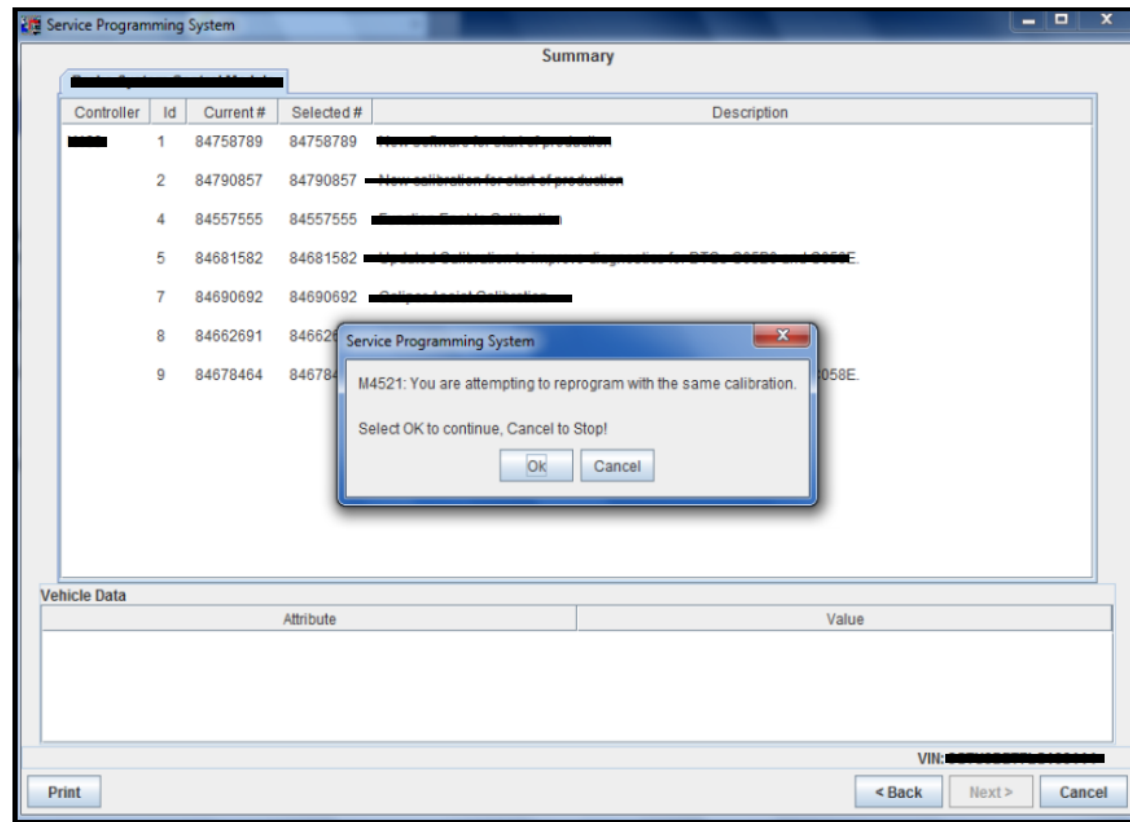 Service Programming System
Summary
Controller Id Current # Selected # Description
1 84758789 84758789
2 84790857 84790857
4 84557555 84557555
5 84681582 84681582
7 84690692 84690692
8 84662691
9 84678464 058E.
Service Programming System
M4521: You are attempting to reprogram with the same calibration.
Select OK to continue, Cancel to Stop!
Ok Cancel
Vehicle Data
Attribute Value
VIN:
Print < Back Next > Cancel